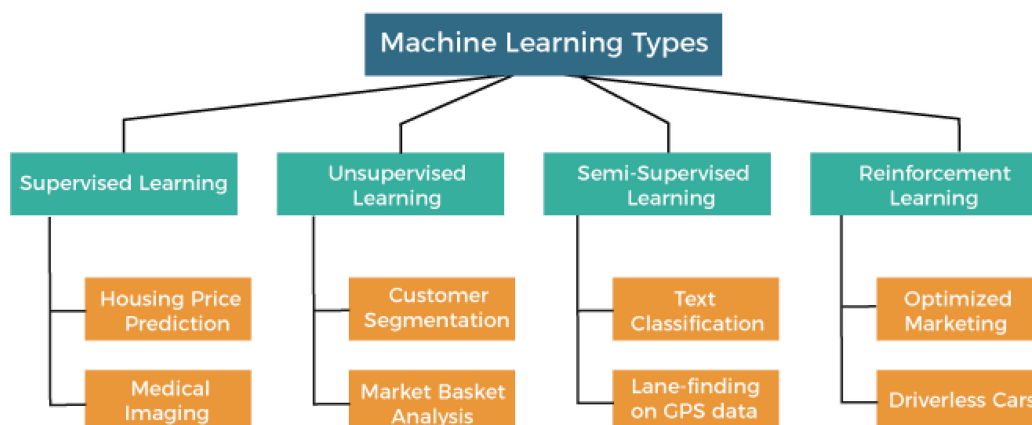 Machine Learning Types
Supervised Learning
Unsupervised
Learning
Semi-Supervised
Learning
Reinforcement
Learning
Housing Price
Prediction
Customer
Segmentation
Text
Classification
Optimized
Marketing
Medical
Imaging
Market Basket
Analysis
Lane-finding
on GPS data
Driverless Cars